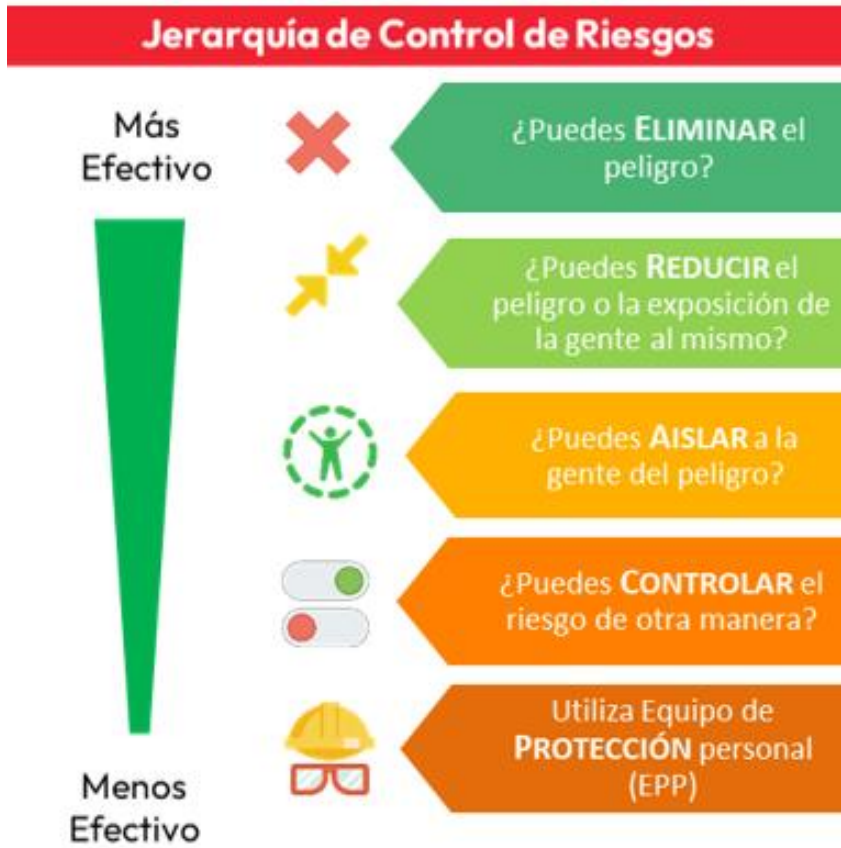 Jerarquía de Control de Riesgos
Más
Efectivo
¿Puedes ELIMINAR el
peligro?
¿Puedes REDUCIR el
peligro o la exposición de
la gente al mismo?
¿Puedes AISLAR a la
gente del peligro?
¿Puedes CONTROLAR el
riesgo de otra manera?
Utiliza Equipo de
PROTECCIÓN personal
(EPP)
Menos
Efectivo